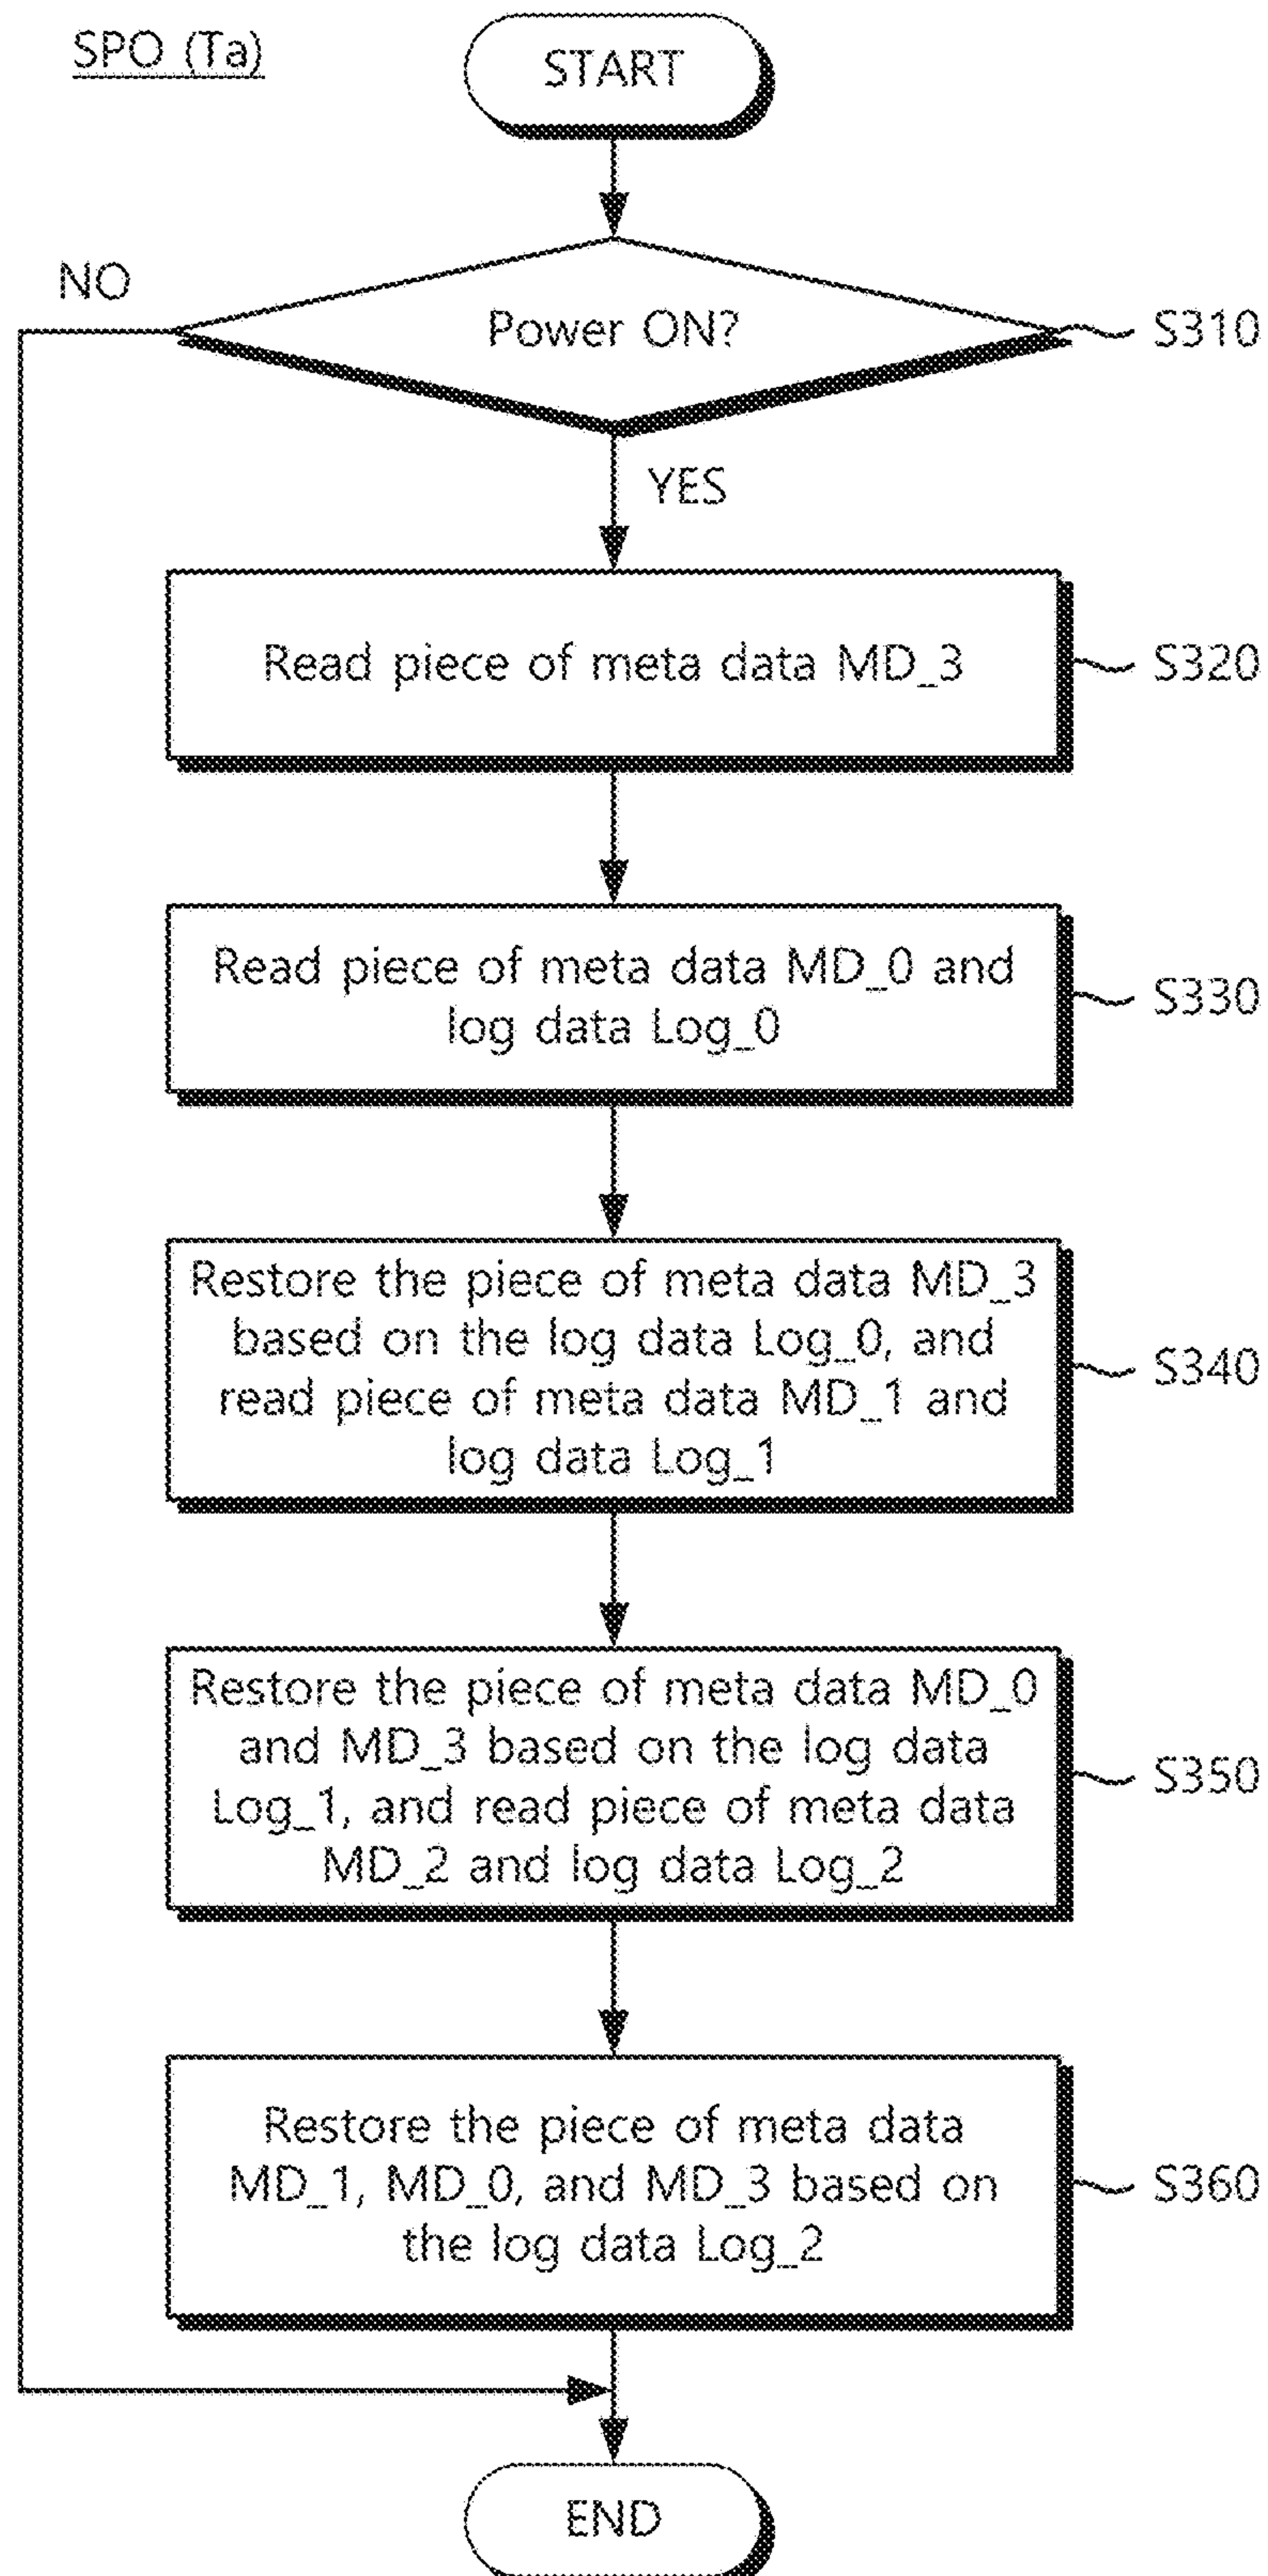 SPO (Ta)
START
NO
Power ON?
S310
YES
Read piece of meta data MD_3
S320
Read piece of meta data MD_0 and
log data Log_0
S330
Restore the piece of meta data MD_3
based on the log data Log_0, and
read piece of meta data MD_1 and
log data Log_1
S340
Restore the piece of meta data MD_0
and MD_3 based on the log data
Log_1, and read piece of meta data
MD_2 and log data Log_2
S350
Restore the piece of meta data
MD_1, MD_0, and MD_3 based on
the log data Log_2
S360
END